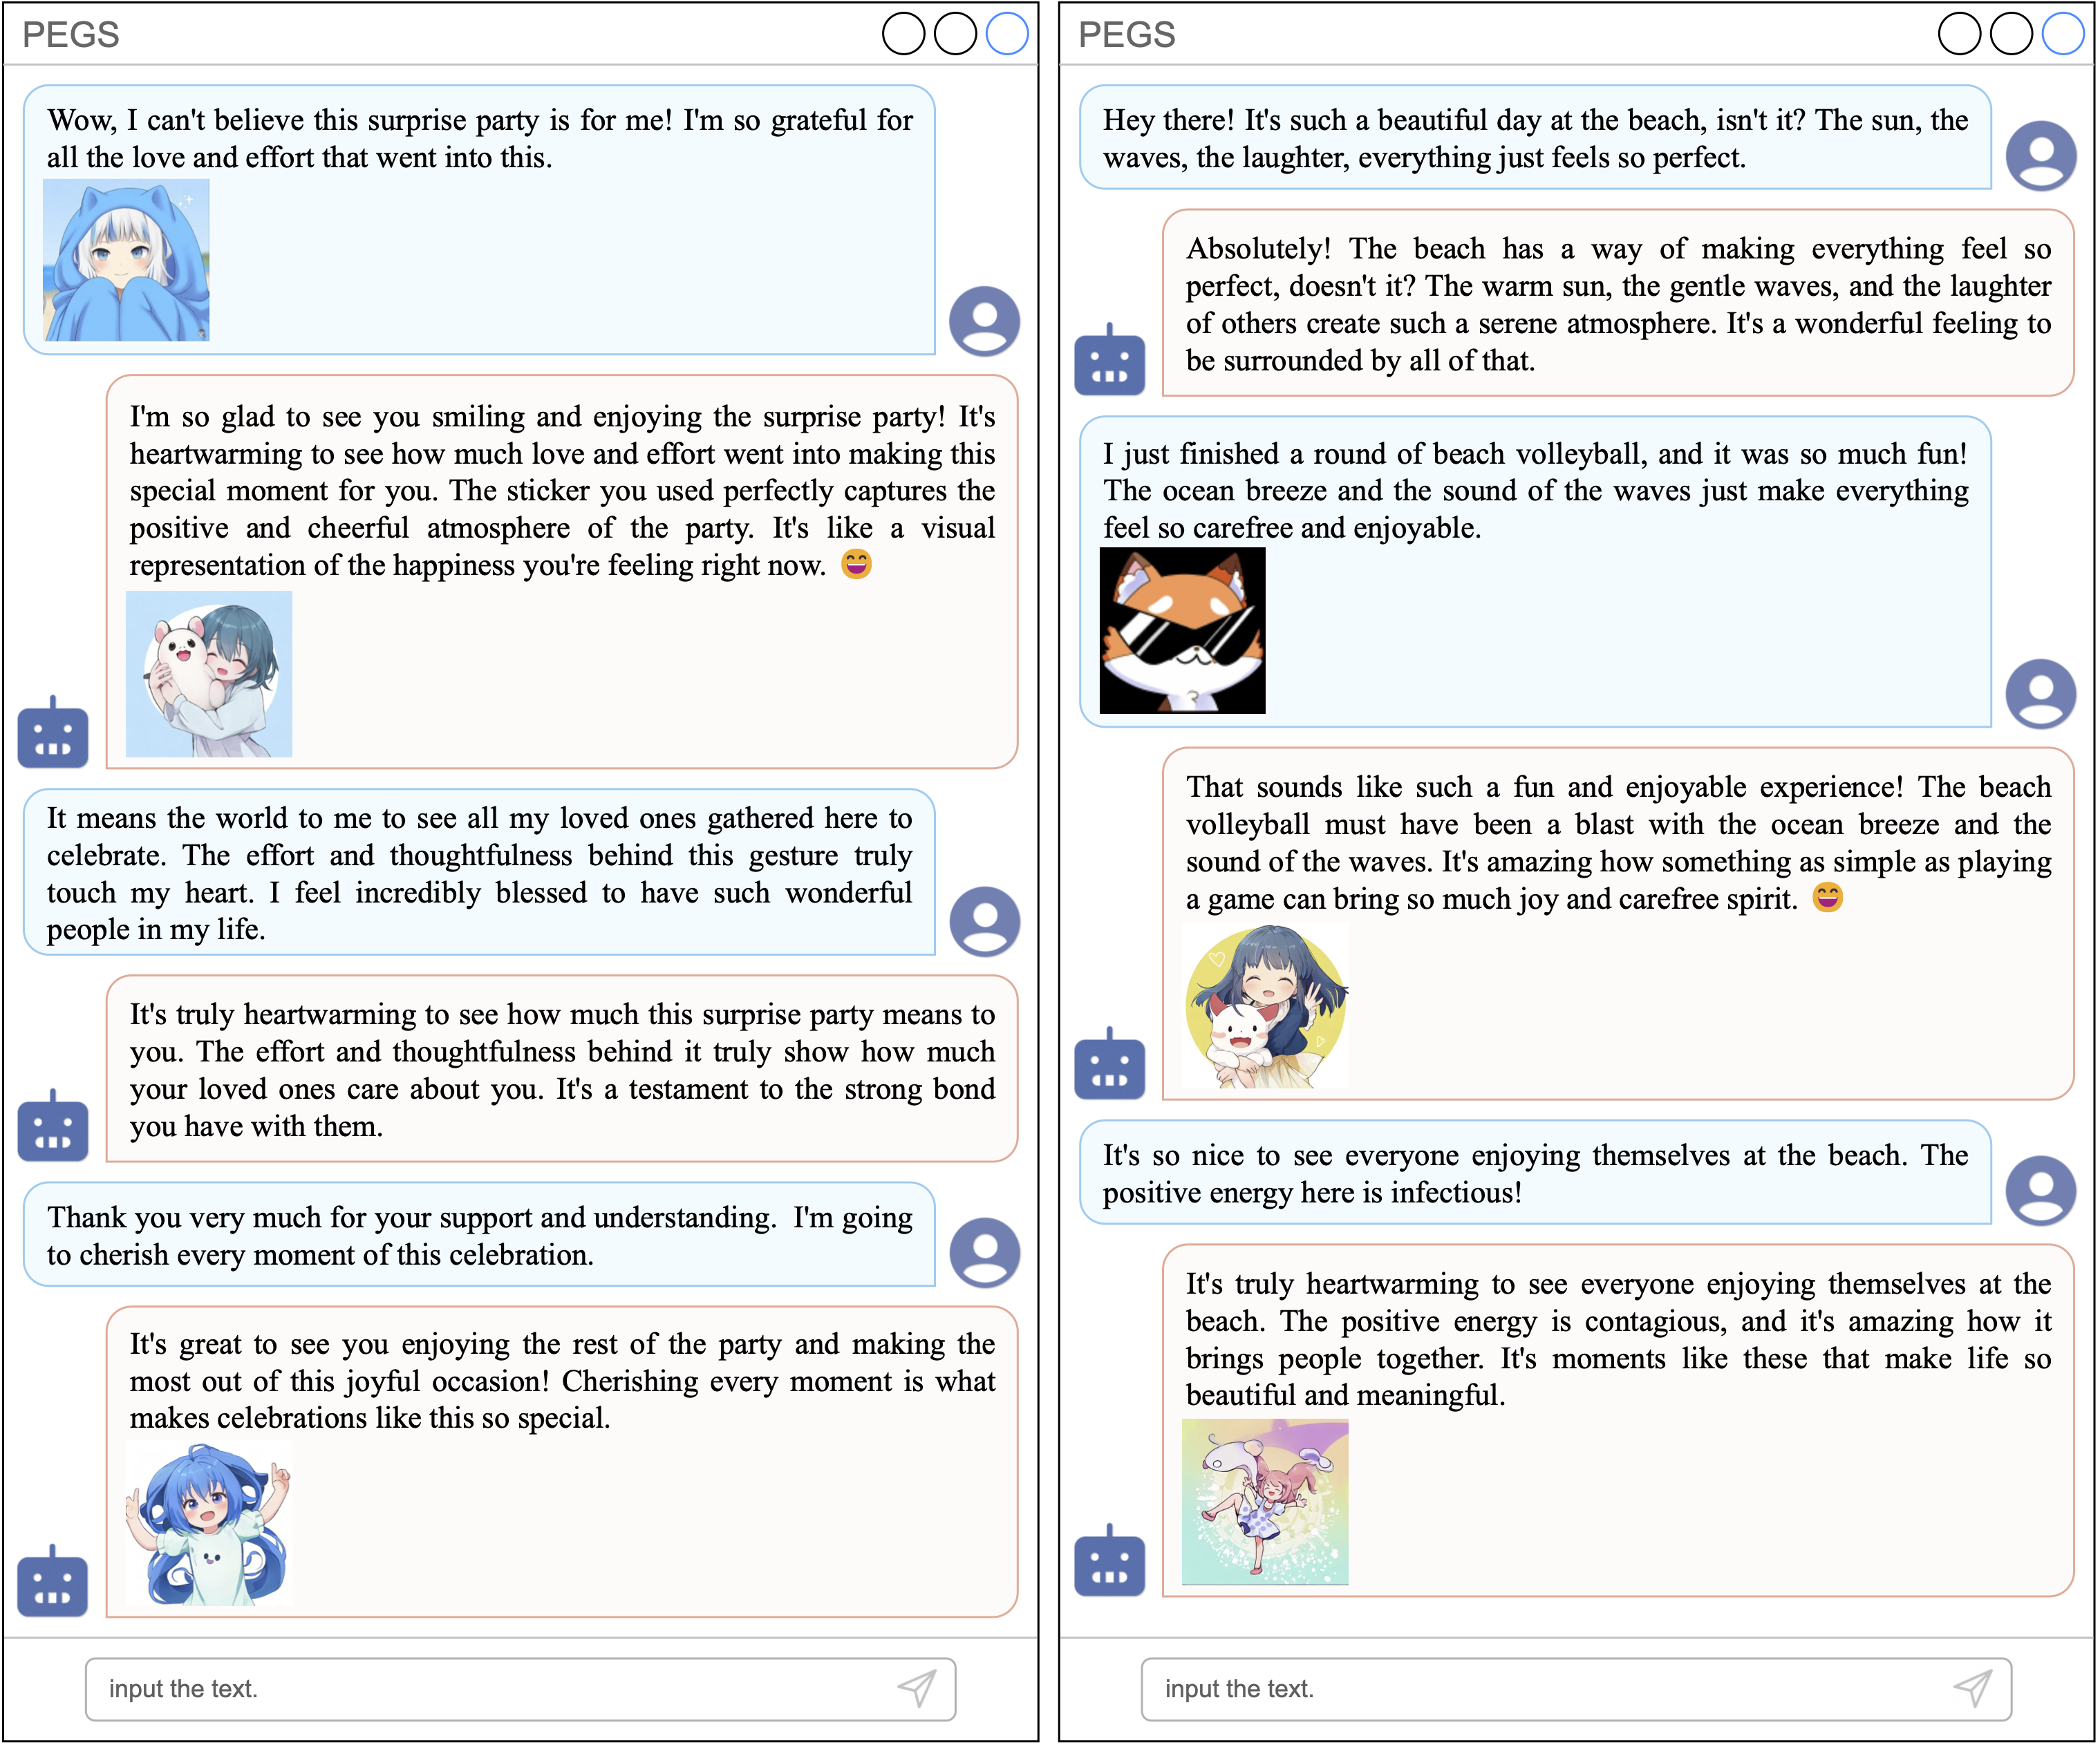 PEGS
Wow, I can't believe this surprise party is for me! I'm so grateful for
all the love and effort that went into this.
I'm so glad to see you smiling and enjoying the surprise party! It's
heartwarming to see how much love and effort went into making this
special moment for you. The sticker you used perfectly captures the
positive and cheerful atmosphere of the party. It's like a visual
representation of the happiness you're feeling right now. 😄
It means the world to me to see all my loved ones gathered here to
celebrate. The effort and thoughtfulness behind this gesture truly
touch my heart. I feel incredibly blessed to have such wonderful
people in my life.
It's truly heartwarming to see how much this surprise party means to
you. The effort and thoughtfulness behind it truly show how much
your loved ones care about you. It's a testament to the strong bond
you have with them.
Thank you very much for your support and understanding. I'm going
to cherish every moment of this celebration.
It's great to see you enjoying the rest of the party and making the
most out of this joyful occasion! Cherishing every moment is what
makes celebrations like this so special.
input the text.
PEGS
Hey there! It's such a beautiful day at the beach, isn't it? The sun, the
waves, the laughter, everything just feels so perfect.
Absolutely! The beach has a way of making everything feel so
perfect, doesn't it? The warm sun, the gentle waves, and the laughter
of others create such a serene atmosphere. It's a wonderful feeling to
be surrounded by all of that.
I just finished a round of beach volleyball, and it was so much fun!
The ocean breeze and the sound of the waves just make everything
feel so carefree and enjoyable.
That sounds like such a fun and enjoyable experience! The beach
volleyball must have been a blast with the ocean breeze and the
sound of the waves. It's amazing how something as simple as playing
a game can bring so much joy and carefree spirit. 😄
It's so nice to see everyone enjoying themselves at the beach. The
positive energy here is infectious!
It's truly heartwarming to see everyone enjoying themselves at the
beach. The positive energy is contagious, and it's amazing how it
brings people together. It's moments like these that make life so
beautiful and meaningful.
input the text.